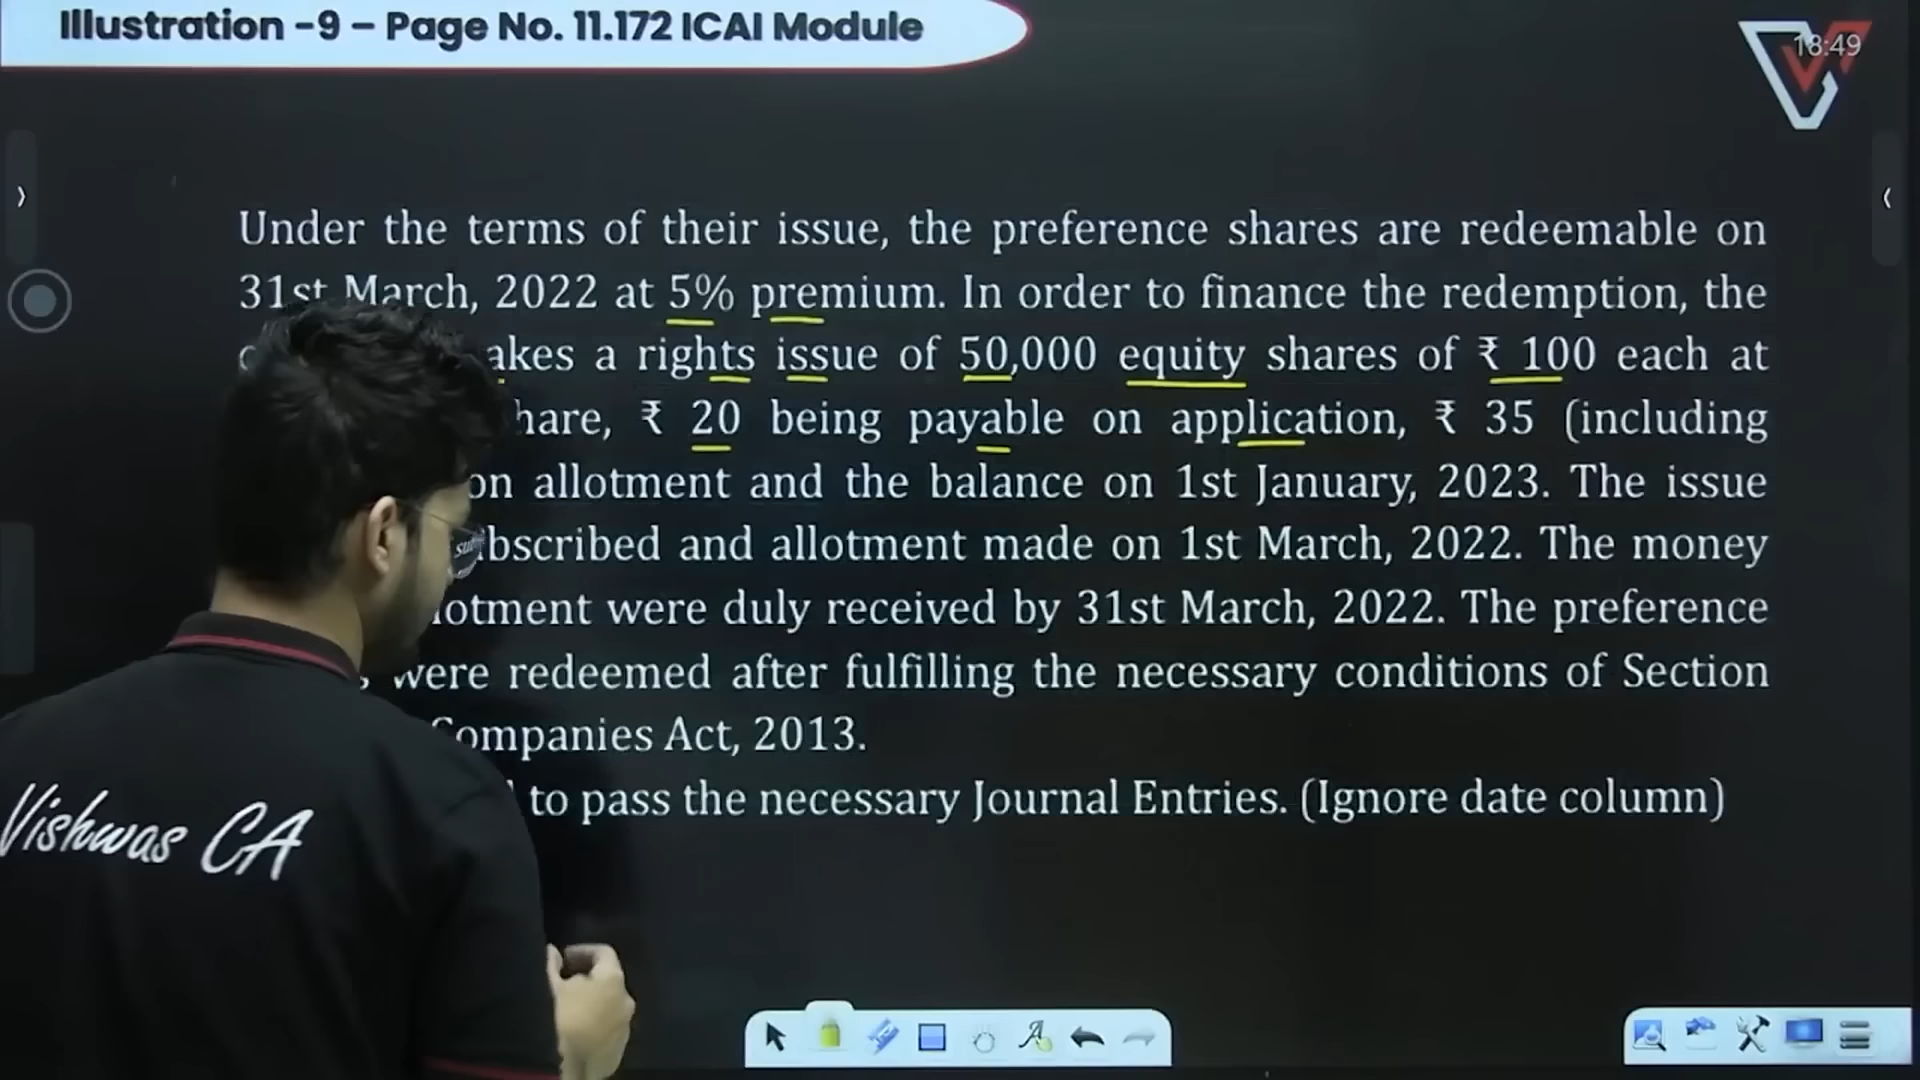 Illustration -9 – Page No. 11.172 ICAI Module
18:49
Under the terms of their issue, the preference shares are redeemable on
31st March, 2022 at 5% premium. In order to finance the redemption, the
akes a rights issue of 50,000 equity shares of ₹ 100 each at
hare, ₹ 20 being payable on application, ₹ 35 (including
on allotment and the balance on 1st January, 2023. The issue
bscribed and allotment made on 1st March, 2022. The money
lotment were duly received by 31st March, 2022. The preference
were redeemed after fulfilling the necessary conditions of Section
ompanies Act, 2013.
to pass the necessary Journal Entries. (Ignore date column)
Vishwas CA